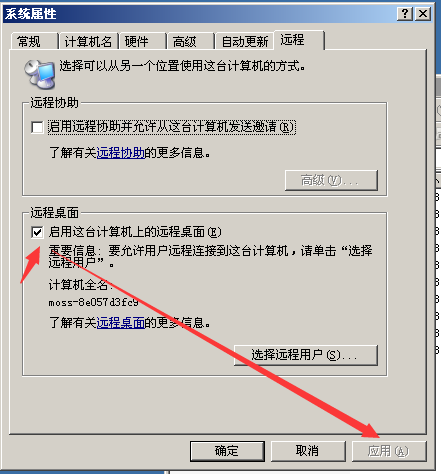 系统属性
常规 计算机名 硬件 高级 自动更新 远程
选择可以从另一个位置使用这台计算机的方式。
远程协助
启用远程协助并允许从这台计算机发送邀请(R)
了解有关远程协助的更多信息。
高级(V)...
远程桌面
启用这台计算机上的远程桌面(E)
重要信息: 要允许用户远程连接到这台计算机,请单击“选择
远程用户”。
计算机全名:
moss-8e057d3fc9
了解有关远程桌面的更多信息。
选择远程用户(S)...
确定 取消 应用(A)